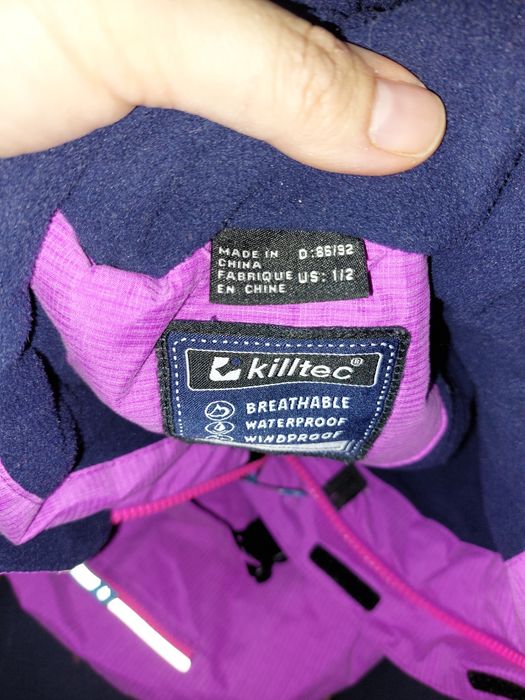 MADE IN
CHINA
FABRIQUE
EN CHINE
D: 86/92
US: 1/2
killtec®
BREATHABLE
WATERPROOF
WINDPROOF